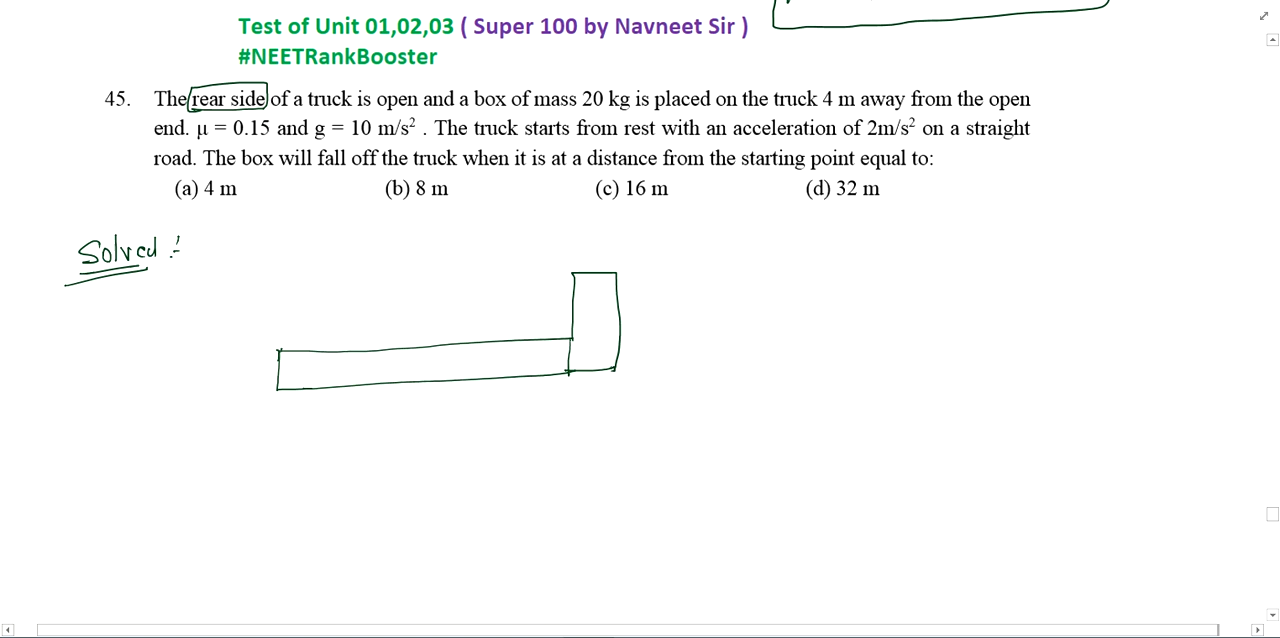 Test of Unit 01,02,03 ( Super 100 by Navneet Sir )
#NEETRankBooster
45. The rear side of a truck is open and a box of mass 20 kg is placed on the truck 4 m away from the open
end. μ = 0.15 and g = 10 m/s² . The truck starts from rest with an acceleration of 2m/s² on a straight
road. The box will fall off the truck when it is at a distance from the starting point equal to:
(a) 4 m (b) 8 m (c) 16 m (d) 32 m
Solved :-